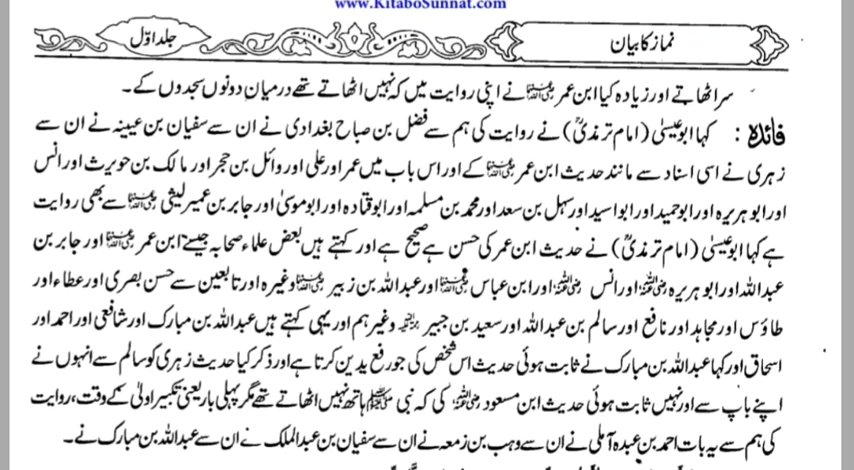 www.KitaboSunnat.com
نماز کا بیان
جلد اوّل
سر اٹھاتے اور زیادہ کیا ابن عمر رضی اللہ عنہما نے اپنی روایت میں کہ نہیں اٹھاتے تھے درمیان دونوں سجدوں کے۔
فائدہ: کہا ابوعیسٰی (امام ترمذیؒ) نے روایت کی ہم سے فضل بن صباح بغدادی نے ان سے سفیان بن عیینہ نے ان سے
زہری نے اسی اسناد سے مانند حدیث ابن عمر رضی اللہ عنہما کے اور اس باب میں عمر اور علی اور وائل بن حجر اور مالک بن حویرث اور انس
اور ابو ہریرہ اور ابوحمید اور ابواسید اور سہل بن سعد اور محمد بن مسلمہ اور ابوقتادہ اور ابوموسیٰ اور جابر بن عمیر لیثی رضی اللہ عنہم سے بھی روایت
ہے کہا ابوعیسٰی (امام ترمذیؒ) نے حدیث ابن عمر کی حسن ہے صحیح ہے اور کہتے ہیں بعض علماء صحابہ جیسے ابن عمر رضی اللہ عنہما اور جابر بن
عبداللہ اور ابو ہریرہ رضی اللہ عنہ اور انس رضی اللہ عنہ اور ابن عباس رضی اللہ عنہما اور عبداللہ بن زبیر رضی اللہ عنہما وغیرہ اور تابعین سے حسن بصری اور عطاء اور
طاؤس اور مجاہد اور نافع اور سالم بن عبداللہ اور سعید بن جبیر رحمہم اللہ وغیرہم اور یہی کہتے ہیں عبداللہ بن مبارک اور شافعی اور احمد اور
اسحاق اور کہا عبداللہ بن مبارک نے ثابت ہوئی حدیث اس شخص کی جو رفع یدین کرتا ہے اور ذکر کیا حدیث زہری کو سالم سے انہوں نے
اپنے باپ سے اور نہیں ثابت ہوئی حدیث ابن مسعود رضی اللہ عنہ کی کہ نبی ﷺ ہاتھ نہیں اٹھاتے تھے مگر پہلی بار یعنی تکبیر اولیٰ کے وقت، روایت
کی ہم سے یہ بات احمد بن عبدہ آملی نے ان سے وہب بن زمعہ نے ان سے سفیان بن عبدالملک نے ان سے عبداللہ بن مبارک نے۔